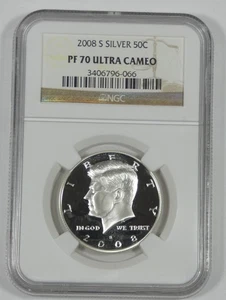 2008 S SILVER 50C
PF 70 ULTRA CAMEO
3406796-066
NGC
LIBERTY
IN GOD WE TRUST
2008